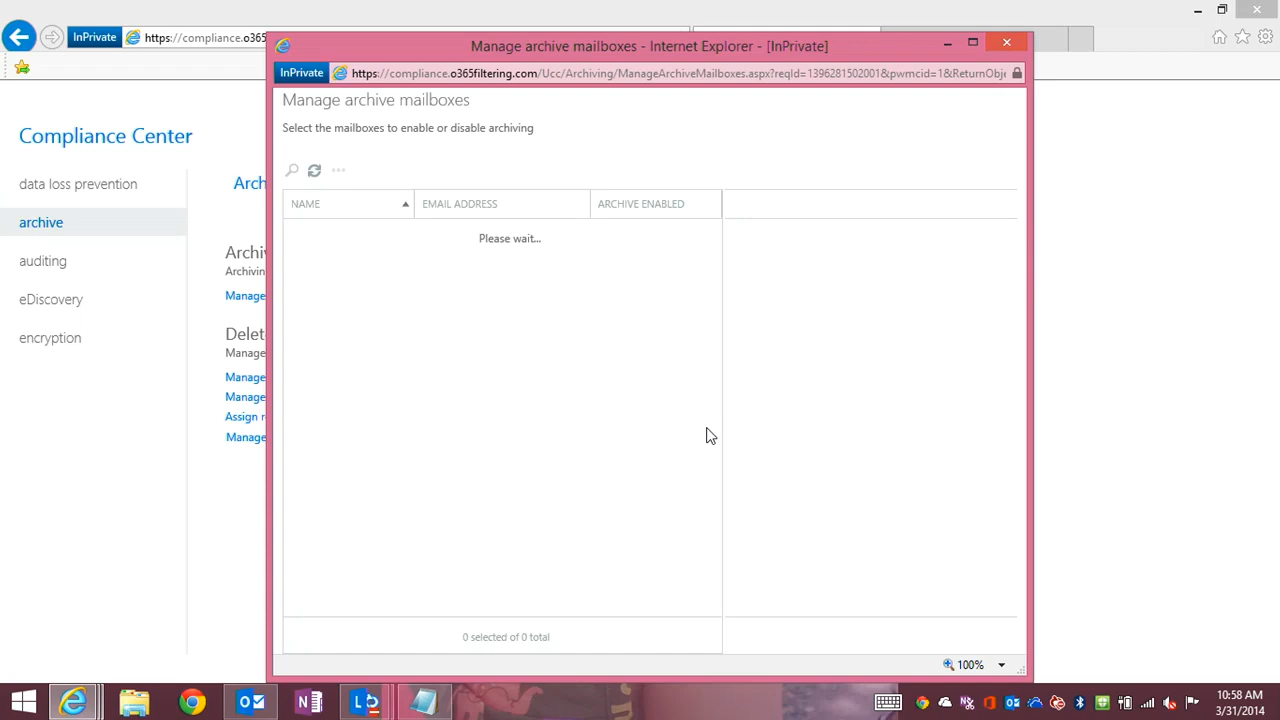 InPrivate
https://compliance.o365
Manage archive mailboxes - Internet Explorer - [InPrivate]
InPrivate
https://compliance.o365filtering.com/Ucc/Archiving/ManageArchiveMailboxes.aspx?reqId=1396281502001&pwmcid=1&ReturnObje
Manage archive mailboxes
Select the mailboxes to enable or disable archiving
Compliance Center
data loss prevention
archive
auditing
eDiscovery
encryption
Arch
Archi
Archivin
Manage
Delet
Manage
Manage
Manage
Assign r
Manage
NAME
EMAIL ADDRESS
ARCHIVE ENABLED
Please wait...
0 selected of 0 total
100%
10:58 AM
3/31/2014